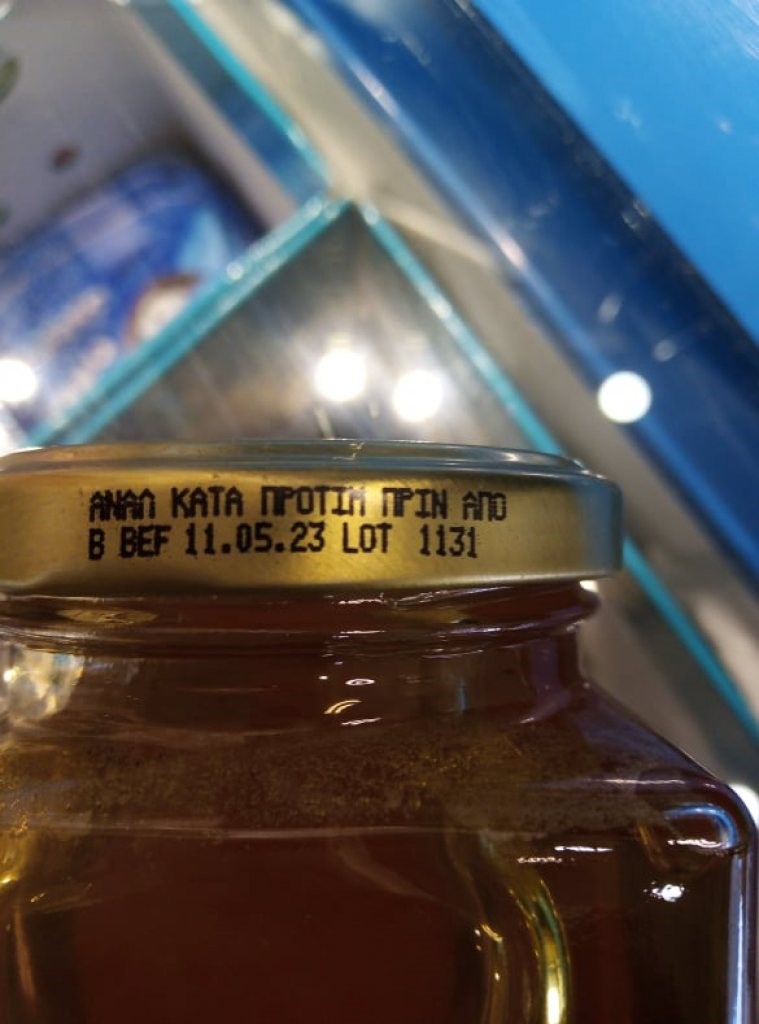 ΑΝΑΛ ΚΑΤΑ ΠΡΟΤΙΜ ΠΡΙΝ ΑΠΟ
B BEF 11.05.23 LOT 1131